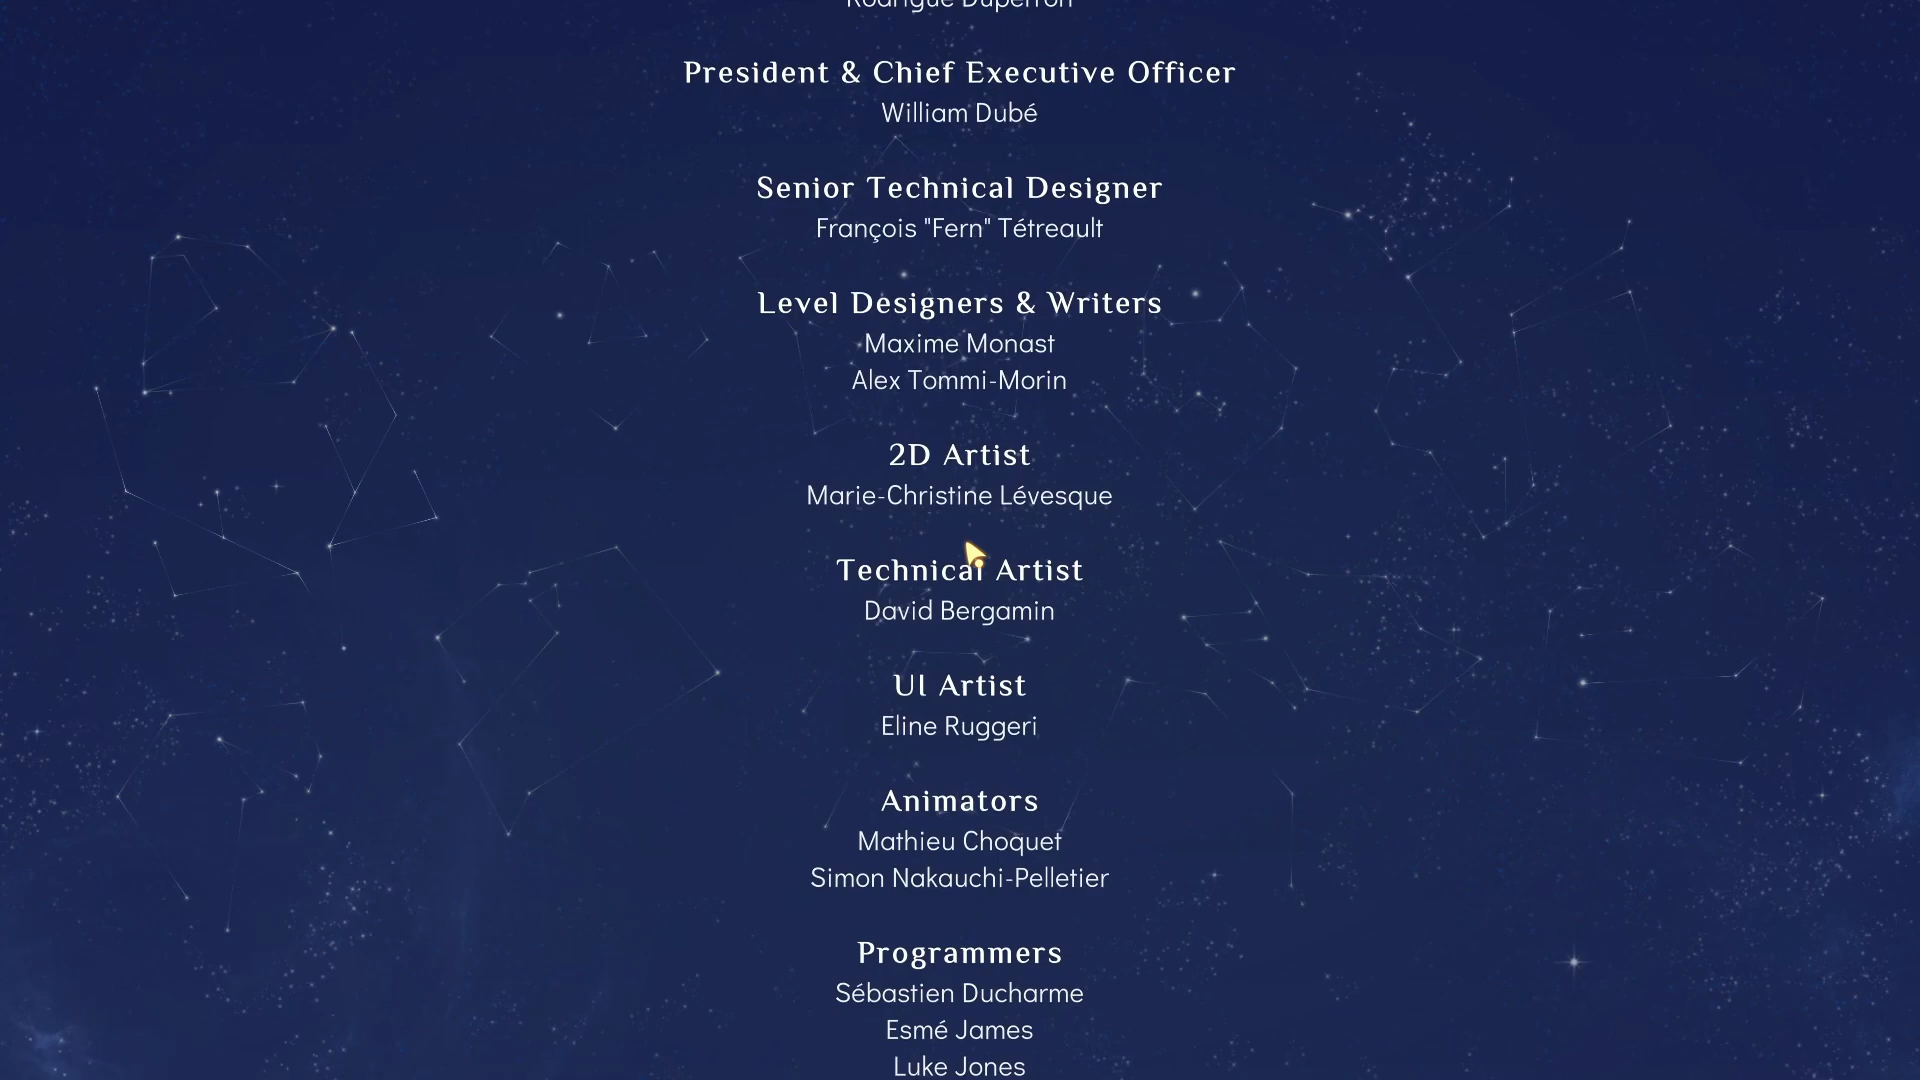 Rodrigue Duperron
President & Chief Executive Officer
William Dubé
Senior Technical Designer
François "Fern" Tétreault
Level Designers & Writers
Maxime Monast
Alex Tommi-Morin
2D Artist
Marie-Christine Lévesque
Technical Artist
David Bergamin
UI Artist
Eline Ruggeri
Animators
Mathieu Choquet
Simon Nakauchi-Pelletier
Programmers
Sébastien Ducharme
Esmé James
Luke Jones